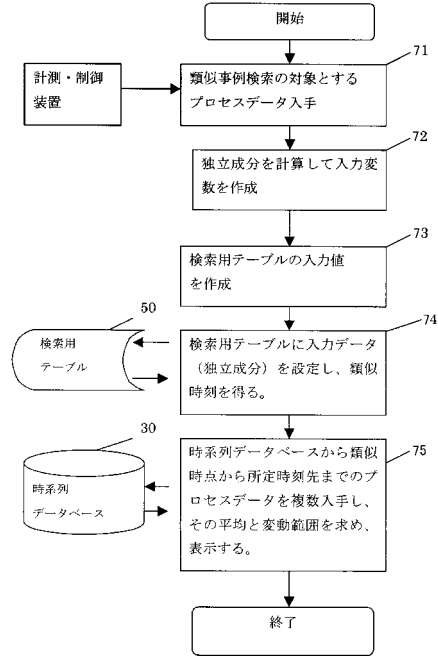 開始
71
計測・制御
装置
類似事例検索の対象とする
プロセスデータ入手
72
独立成分を計算して入力変
数を作成
73
検索用テーブルの入力値
を作成
50
検索用
テーブル
74
検索用テーブルに入力データ
（独立成分）を設定し、類似
時刻を得る。
30
時系列
データベース
75
時系列データベースから類似
時点から所定時刻先までのプ
ロセスデータを複数入手し、
その平均と変動範囲を求め、
表示する。
終了